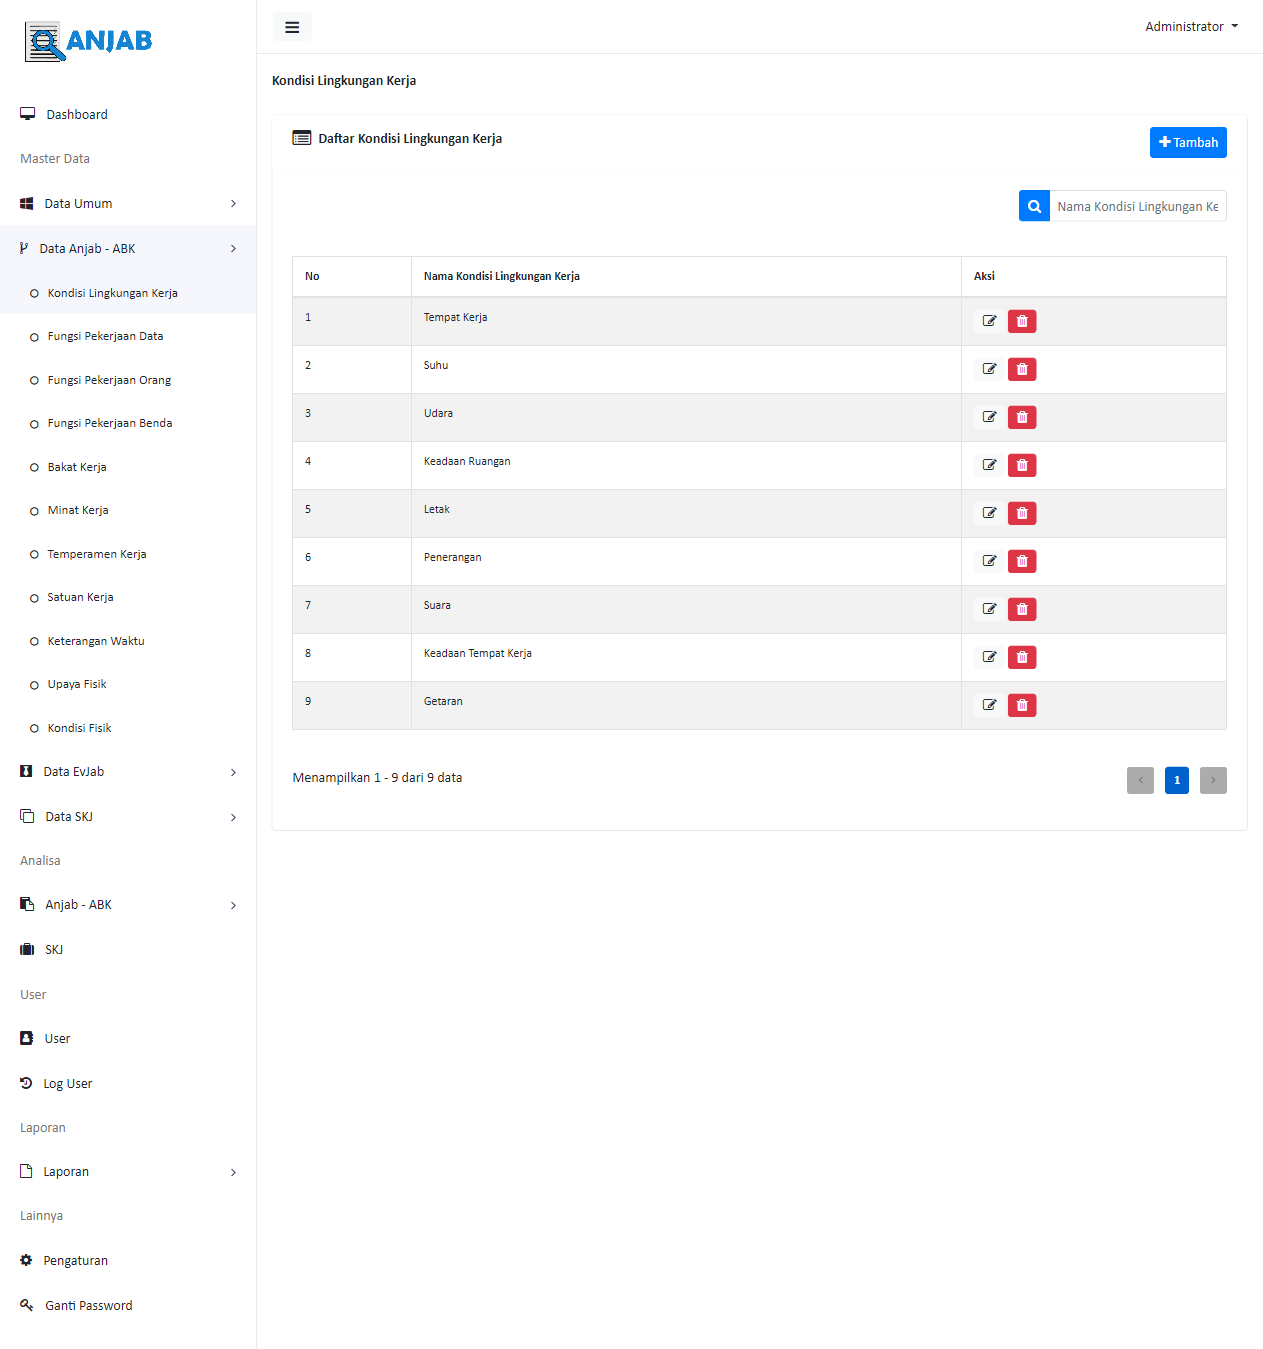 ANJAB
Administrator
Dashboard
Master Data
Data Umum
Data Anjab - ABK
Kondisi Lingkungan Kerja
Fungsi Pekerjaan Data
Fungsi Pekerjaan Orang
Fungsi Pekerjaan Benda
Bakat Kerja
Minat Kerja
Temperamen Kerja
Satuan Kerja
Keterangan Waktu
Upaya Fisik
Kondisi Fisik
Data EvJab
Data SKJ
Analisa
Anjab - ABK
SKJ
User
User
Log User
Laporan
Laporan
Lainnya
Pengaturan
Ganti Password
Kondisi Lingkungan Kerja
Daftar Kondisi Lingkungan Kerja
Tambah
Nama Kondisi Lingkungan Ke
No Nama Kondisi Lingkungan Kerja Aksi
1 Tempat Kerja
2 Suhu
3 Udara
4 Keadaan Ruangan
5 Letak
6 Penerangan
7 Suara
8 Keadaan Tempat Kerja
9 Getaran
Menampilkan 1 - 9 dari 9 data
‹ 1 ›